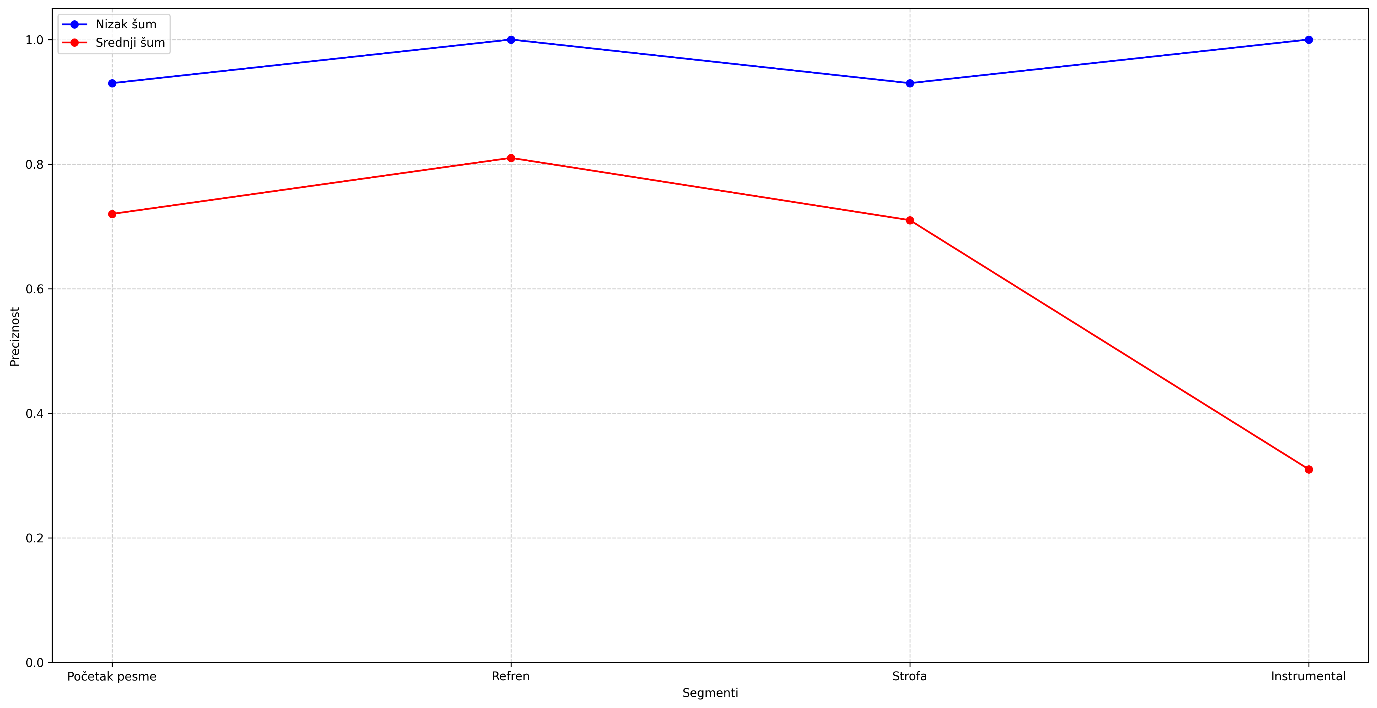 Nizak šum
Srednji šum
1.0
0.8
0.6
0.4
0.2
0.0
Preciznost
Početak pesme
Refren
Strofa
Instrumental
Segmenti